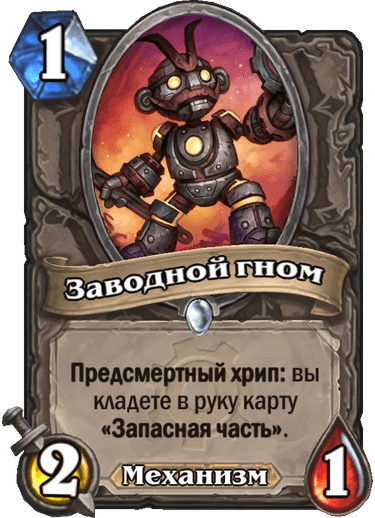 1
Заводной гном
Предсмертный хрип: вы
кладете в руку карту
«Запасная часть».
2
Механизм
1